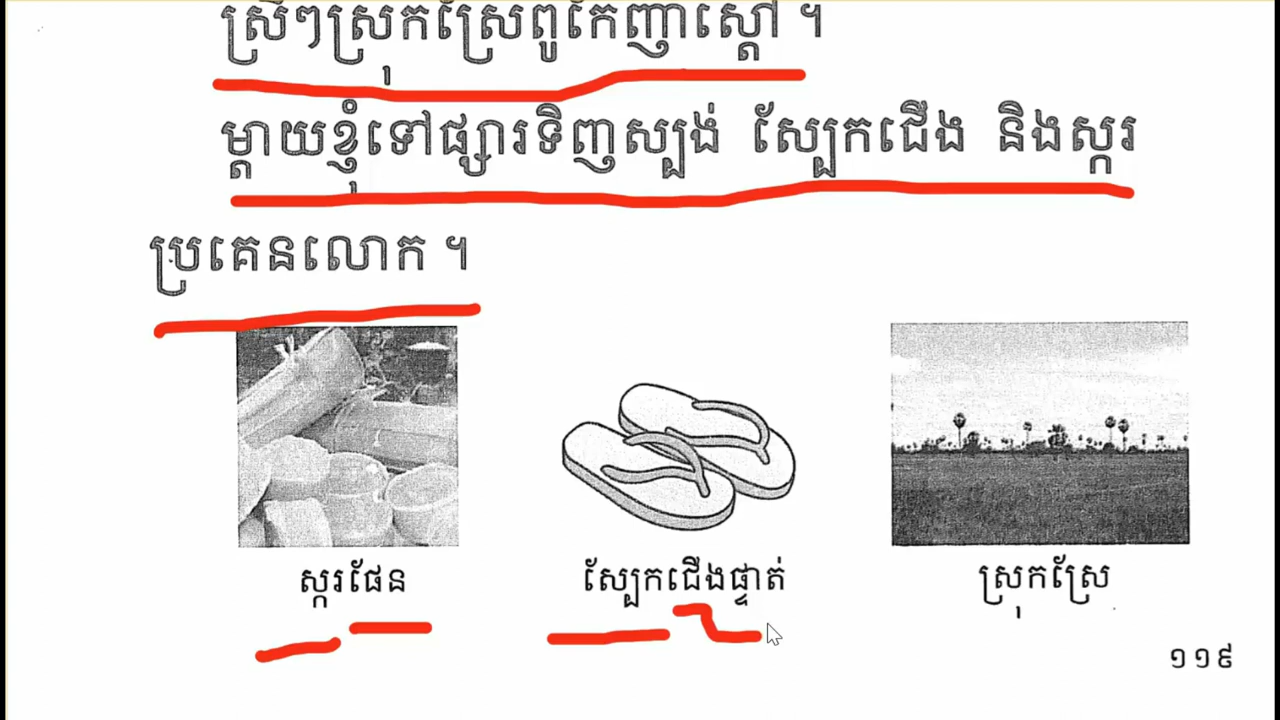 ស្រីៗស្រុកស្រែពូកែញ៉ាស្ដៅ ។
ម្ដាយខ្ញុំទៅផ្សារទិញស្បង់ ស្បែកជើង និងស្ករ
ប្រគេនលោក ។
ស្ករផែន
ស្បែកជើងផ្ទាត់
ស្រុកស្រែ
១១៩